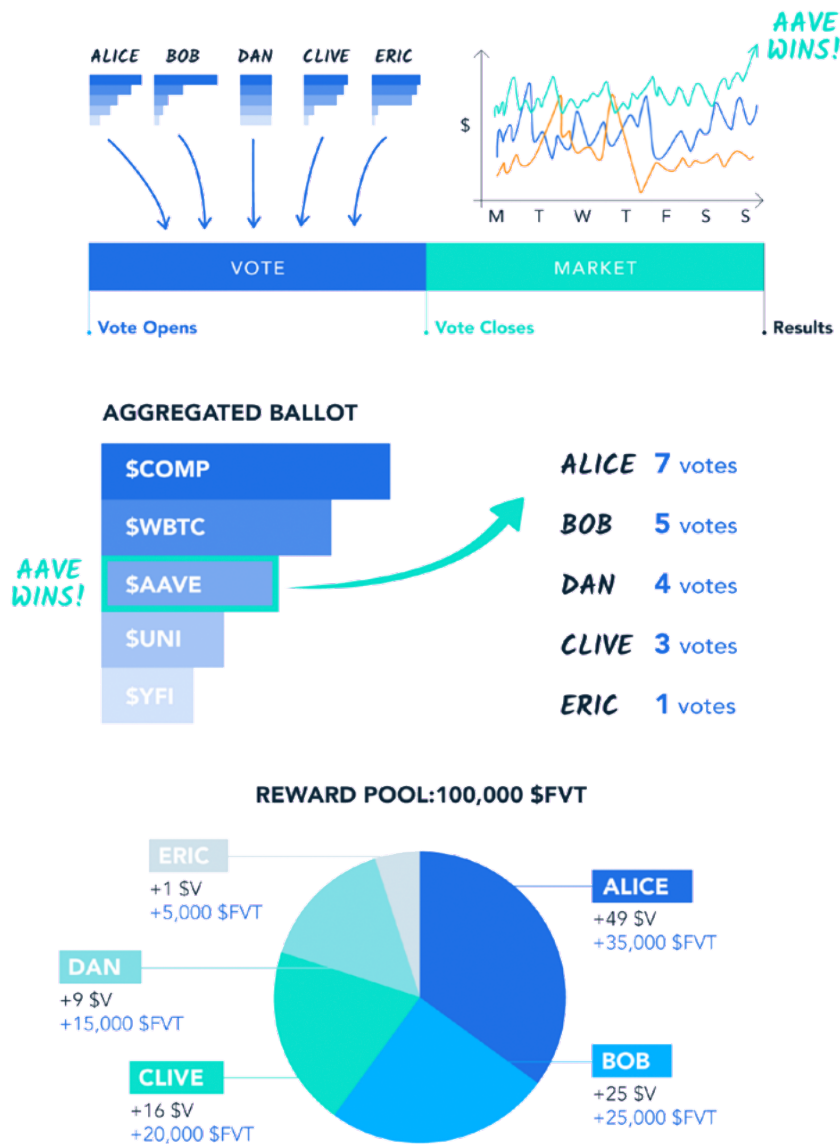 ALICE BOB DAN CLIVE ERIC
AAVE
WINS!
$
M T W T F S S
VOTE MARKET
Vote Opens Vote Closes Results
AGGREGATED BALLOT
$COMP
$WBTC
$AAVE
$UNI
$YFI
AAVE
WINS!
ALICE 7 votes
BOB 5 votes
DAN 4 votes
CLIVE 3 votes
ERIC 1 votes
REWARD POOL:100,000 $FVT
ERIC
+1 $V
+5,000 $FVT
ALICE
+49 $V
+35,000 $FVT
DAN
+9 $V
+15,000 $FVT
BOB
+25 $V
+25,000 $FVT
CLIVE
+16 $V
+20,000 $FVT